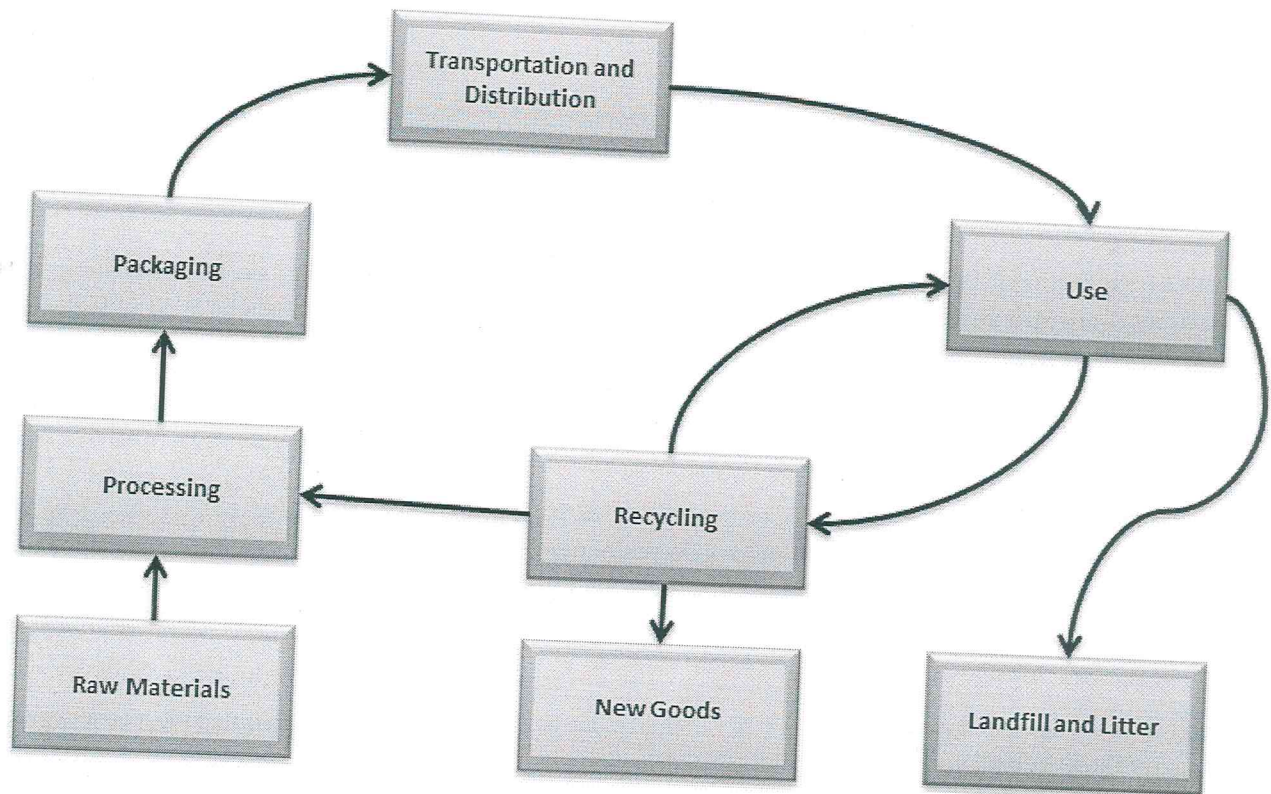 Transportation and
Distribution
Packaging
Use
Processing
Recycling
Raw Materials
New Goods
Landfill and Litter